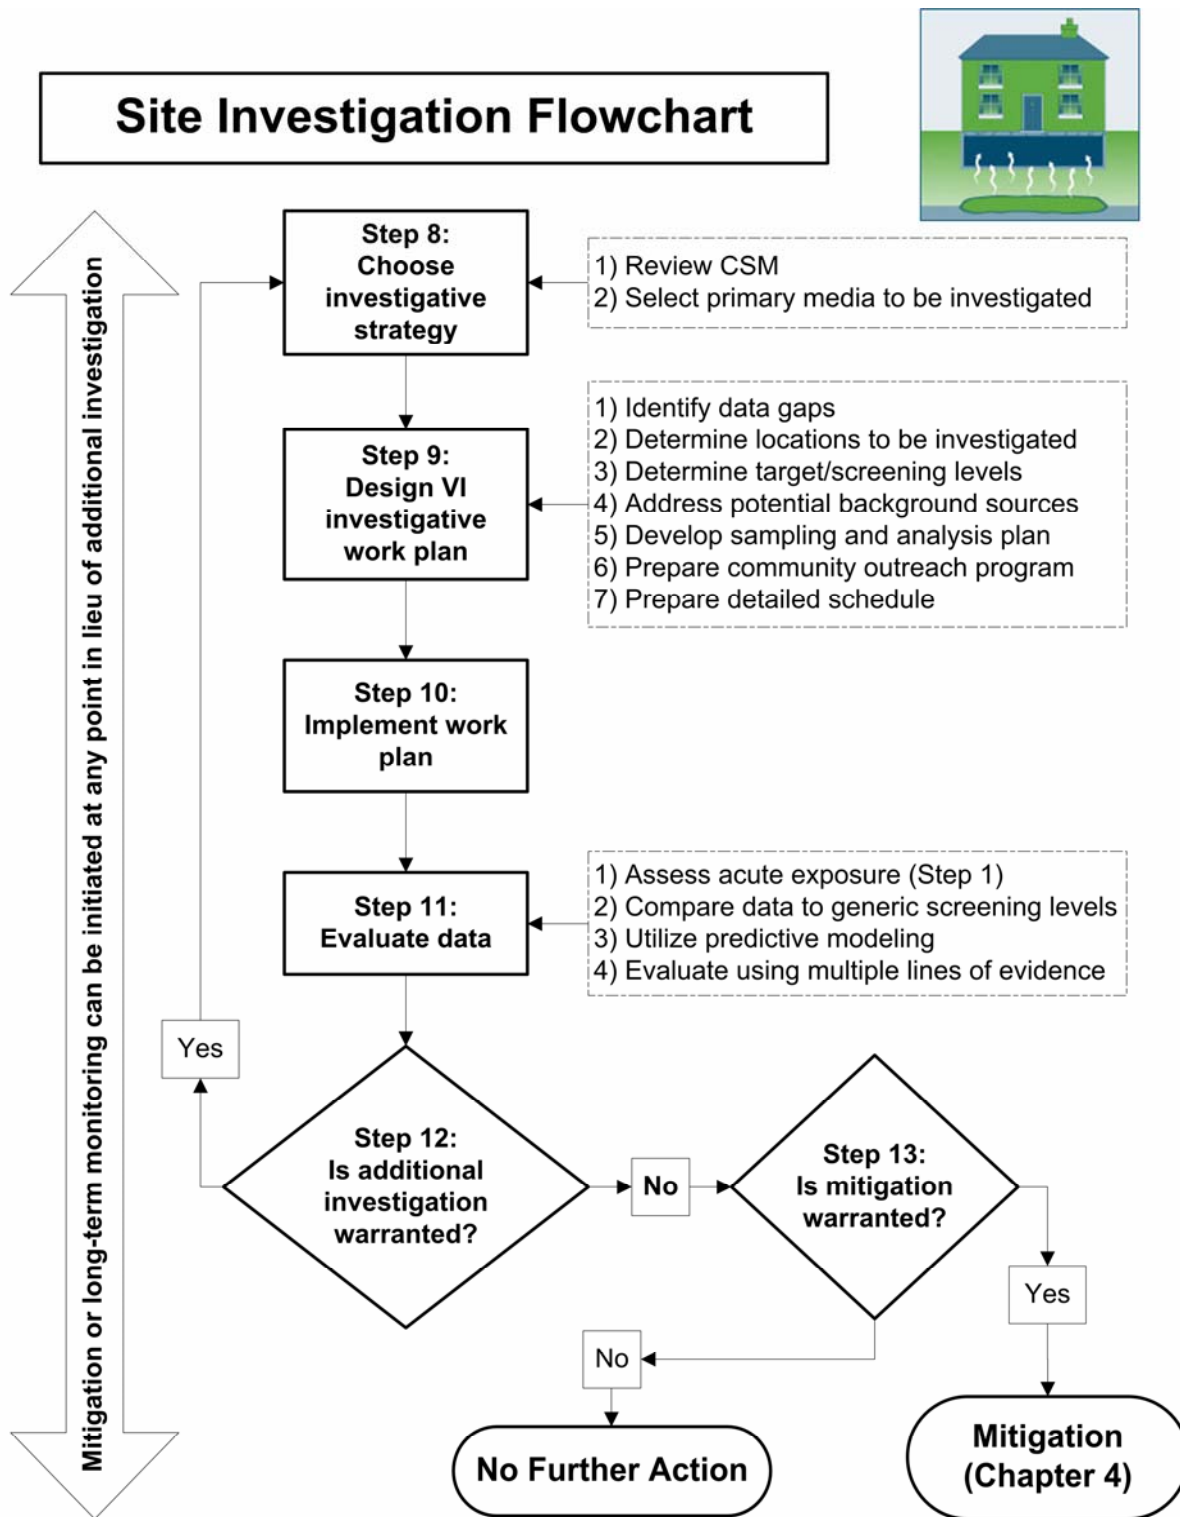 Site Investigation Flowchart
Mitigation or long-term monitoring can be initiated at any point in lieu of additional investigation
Step 8:
Choose
investigative
strategy
1) Review CSM
2) Select primary media to be investigated
Step 9:
Design VI
investigative
work plan
1) Identify data gaps
2) Determine locations to be investigated
3) Determine target/screening levels
4) Address potential background sources
5) Develop sampling and analysis plan
6) Prepare community outreach program
7) Prepare detailed schedule
Step 10:
Implement work
plan
Step 11:
Evaluate data
1) Assess acute exposure (Step 1)
2) Compare data to generic screening levels
3) Utilize predictive modeling
4) Evaluate using multiple lines of evidence
Yes
Step 12:
Is additional
investigation
warranted?
No
Step 13:
Is mitigation
warranted?
Yes
No
No Further Action
Mitigation
(Chapter 4)